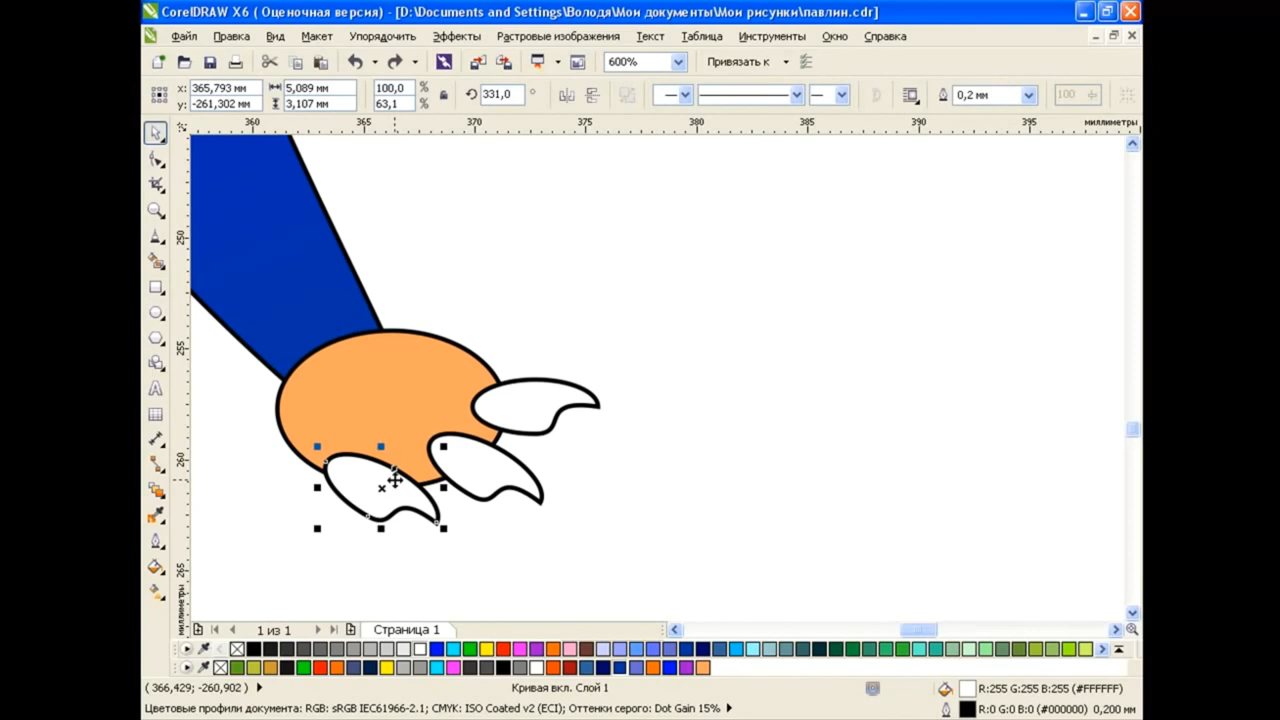 CorelDRAW X6 ( Оценочная версия) - [D:\Documents and Settings\Володя\Мои документы\Мои рисунки\павлин.cdr]
Файл Правка Вид Макет Упорядочить Эффекты Растровые изображения Текст Таблица Инструменты Окно Справка
600% Привязать к
x: 365,793 мм 5,089 мм 100,0 % 331,0 ° 0,2 мм 100
y: -261,302 мм 3,107 мм 63,1 %
360 365 370 375 380 385 390 395 миллиметры
250
255
260
265
миллиметры
1 из 1 Страница 1
( 366,429; -260,902 ) Кривая вкл. Слой 1 R:255 G:255 B:255 (#FFFFFF)
Цветовые профили документа: RGB: sRGB IEC61966-2.1; CMYK: ISO Coated v2 (ECI); Оттенки серого: Dot Gain 15% R:0 G:0 B:0 (#000000) 0,200 мм